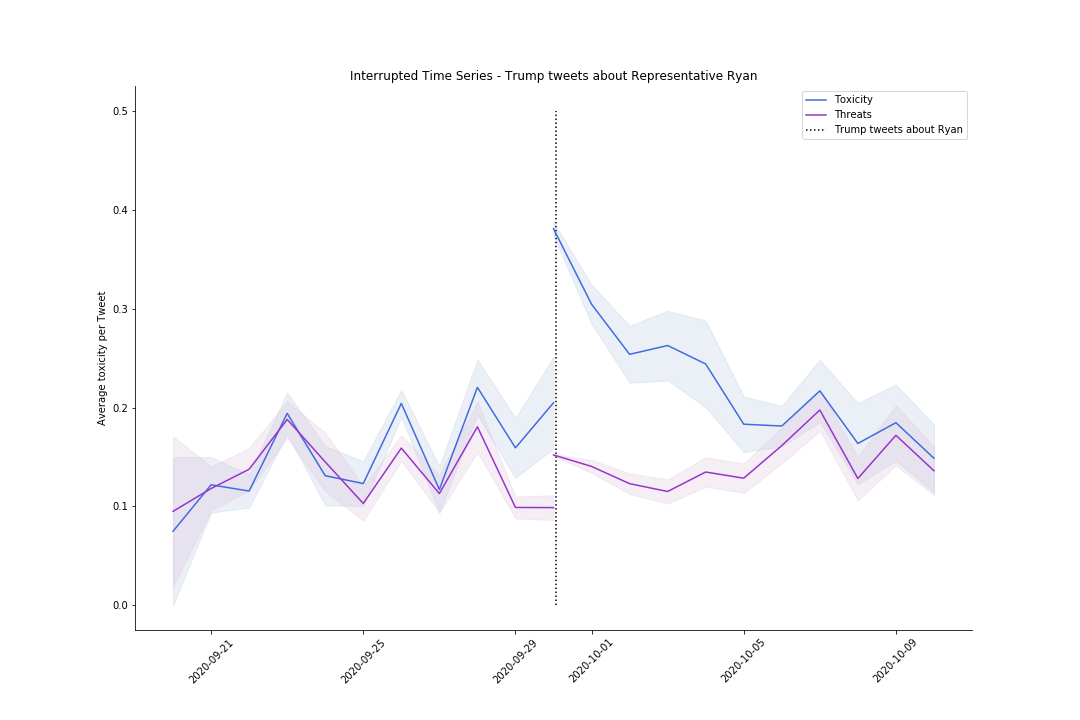 Interrupted Time Series - Trump tweets about Representative Ryan
Toxicity
Threats
Trump tweets about Ryan
Average toxicity per Tweet
0.5
0.4
0.3
0.2
0.1
0.0
2020-09-21
2020-09-25
2020-09-29
2020-10-01
2020-10-05
2020-10-09